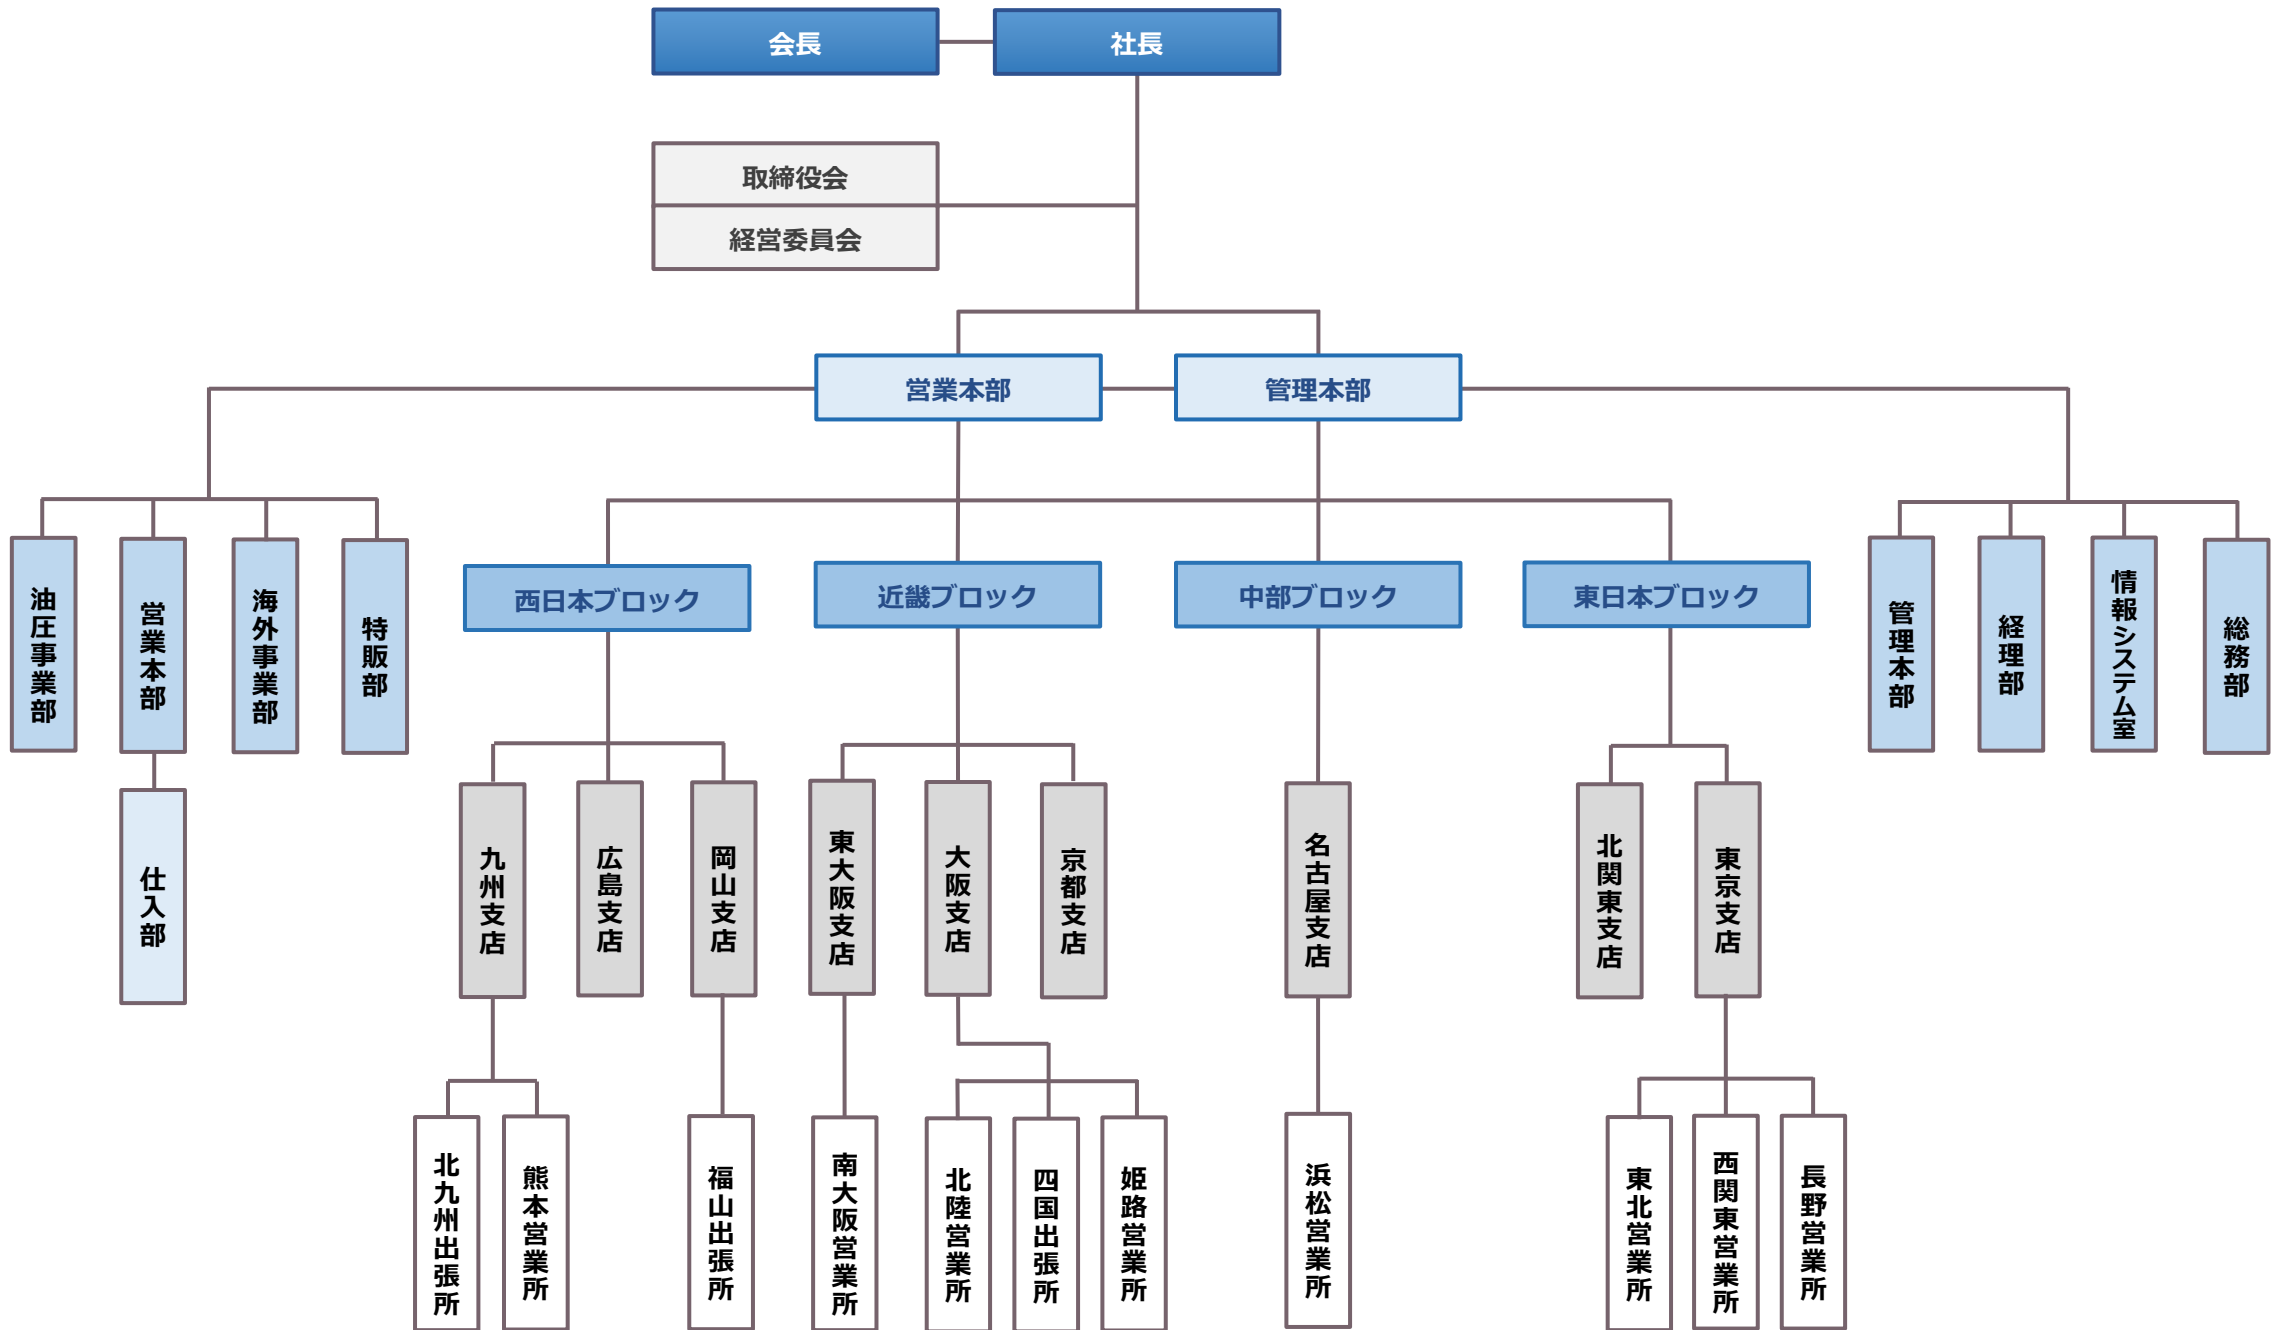 会長
社長
取締役会
経営委員会
営業本部
管理本部
西日本ブロック
近畿ブロック
中部ブロック
東日本ブロック
油圧事業部
営業本部
海外事業部
特販部
管理本部
経理部
情報システム室
総務部
仕入部
九州支店
広島支店
岡山支店
東大阪支店
大阪支店
京都支店
名古屋支店
北関東支店
東京支店
北九州出張所
熊本営業所
福山出張所
南大阪営業所
北陸営業所
四国出張所
姫路営業所
浜松営業所
東北営業所
西関東営業所
長野営業所